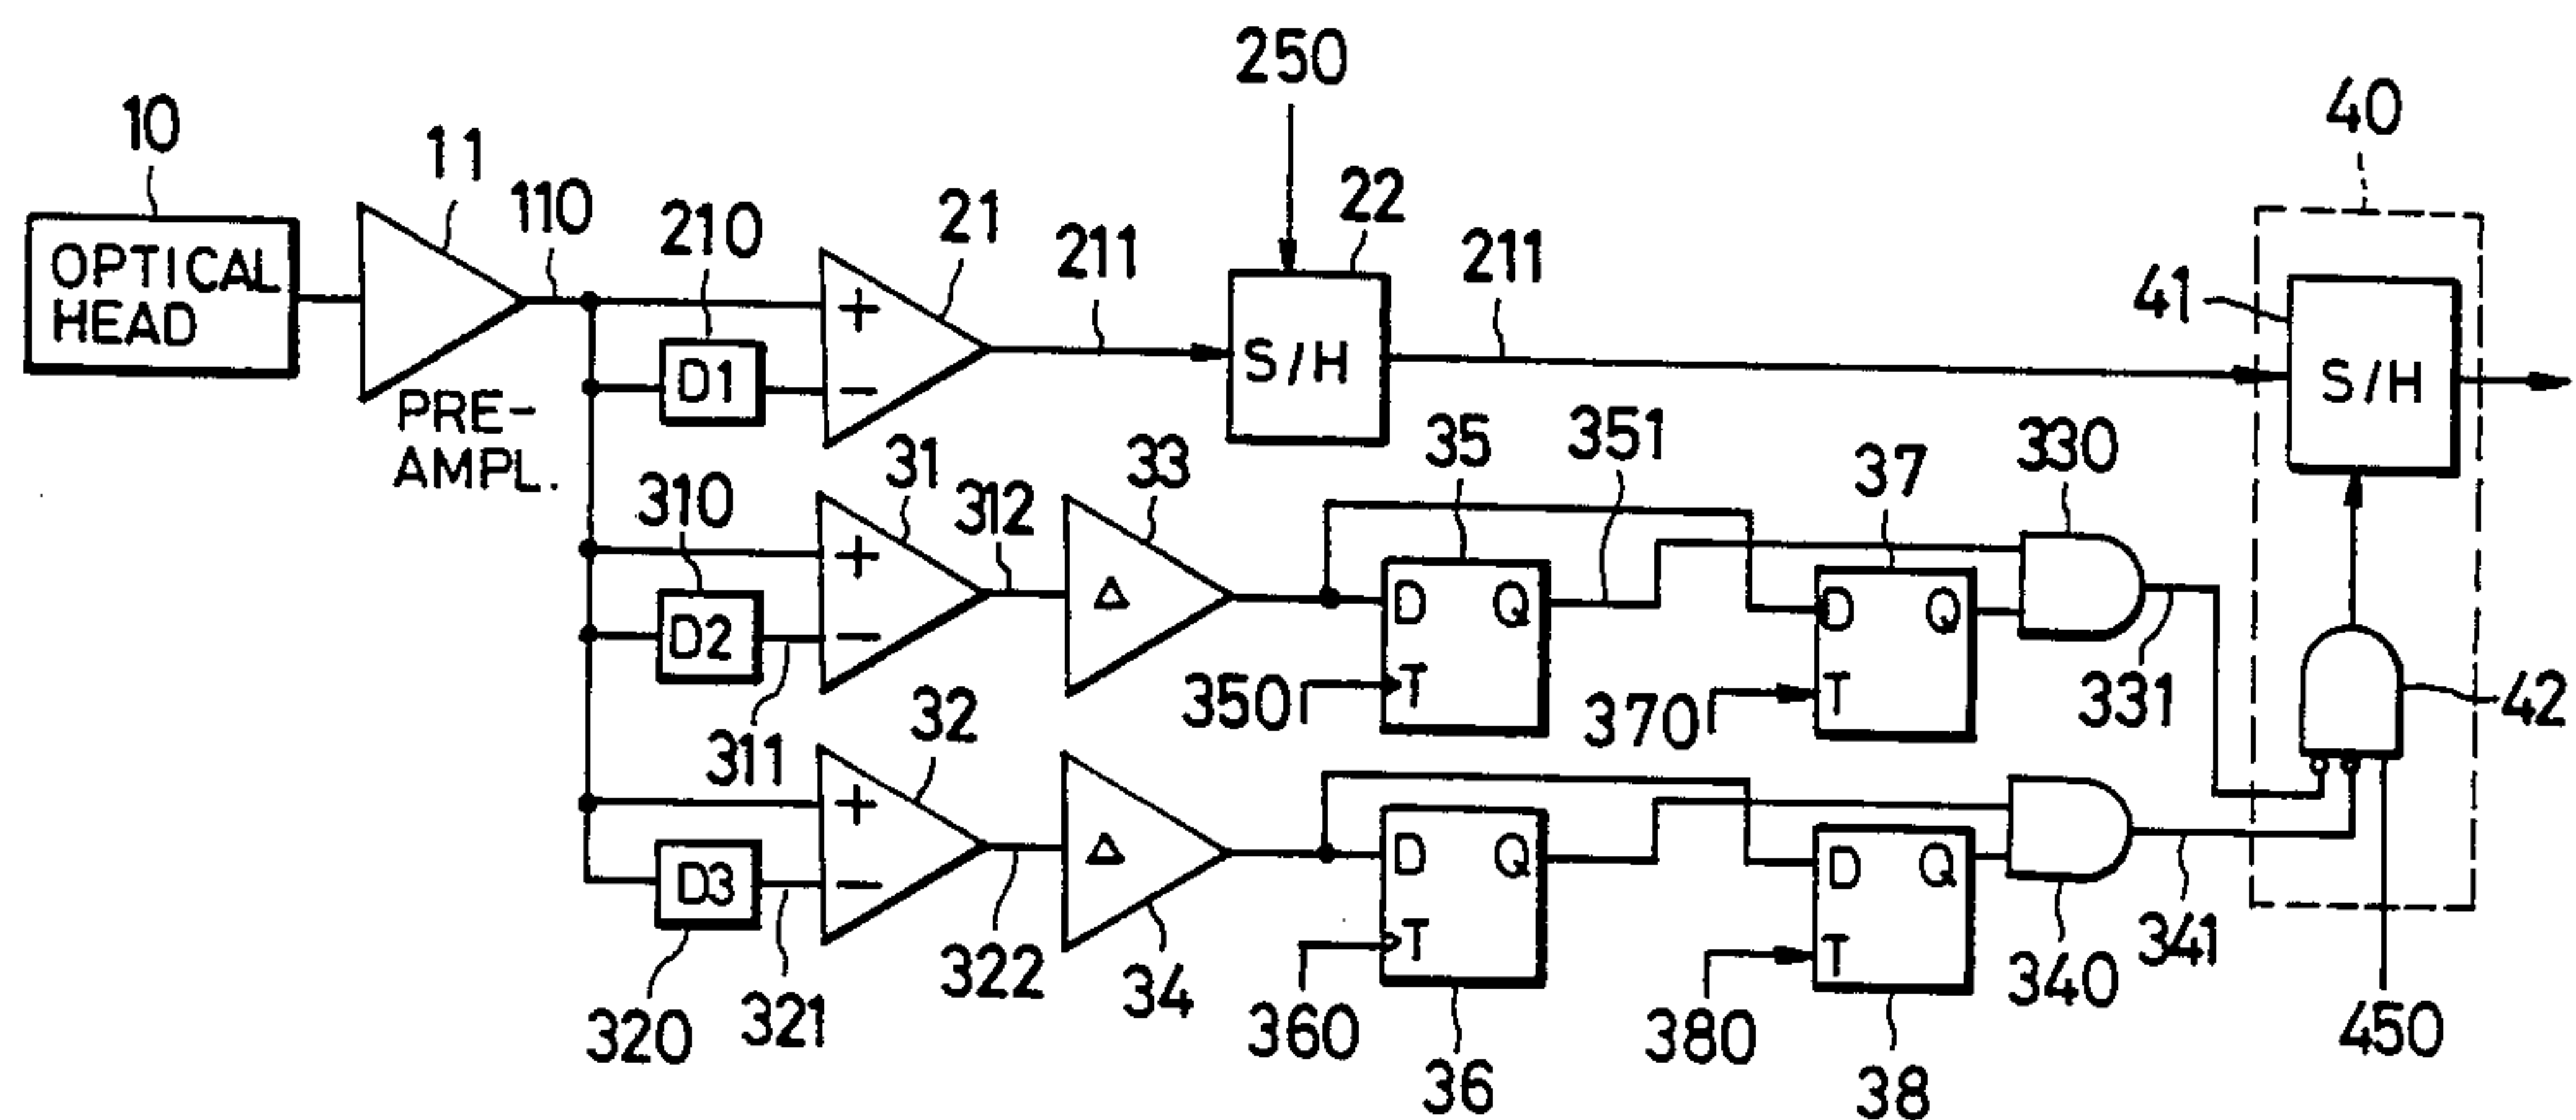 250
10
11
110
210
21
211
22
211
40
41
OPTICAL
HEAD
+
D1
−
S/H
S/H
PRE-
AMPL.
310
31
312
33
35
351
37
330
+
D2
−
Δ
D
Q
T
D
Q
T
311
350
370
331
42
32
+
D3
−
Δ
D
Q
T
D
Q
T
320
321
322
34
360
36
380
38
340
341
450